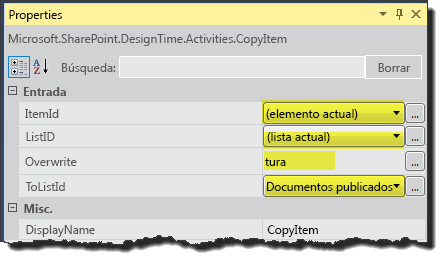 Properties
Microsoft.SharePoint.DesignTime.Activities.CopyItem
A Z Búsqueda: Borrar
Entrada
ItemId (elemento actual) ...
ListID (lista actual) ...
Overwrite tura ...
ToListId Documentos publicados ...
Misc.
DisplayName CopyItem